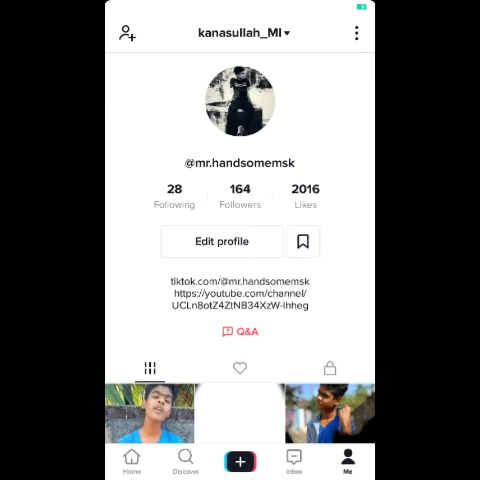 kanasullah_MI
@mr.handsomemsk
28 164 2016
Following Followers Likes
Edit profile
tiktok.com/@mr.handsomemsk
https://youtube.com/channel/
UCLn8otZ4ZtNB34XzW-lhheg
Q&A
Home Discover Inbox Me